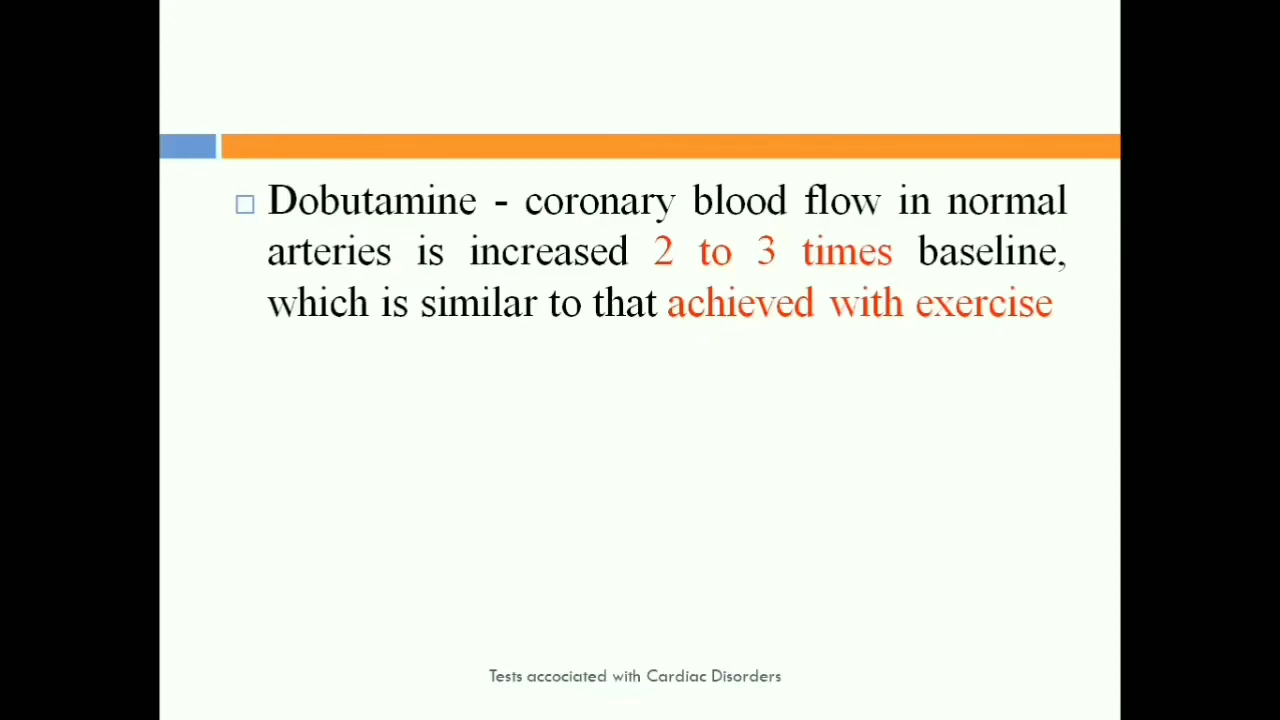 Dobutamine - coronary blood flow in normal
arteries is increased 2 to 3 times baseline,
which is similar to that achieved with exercise
Tests accociated with Cardiac Disorders